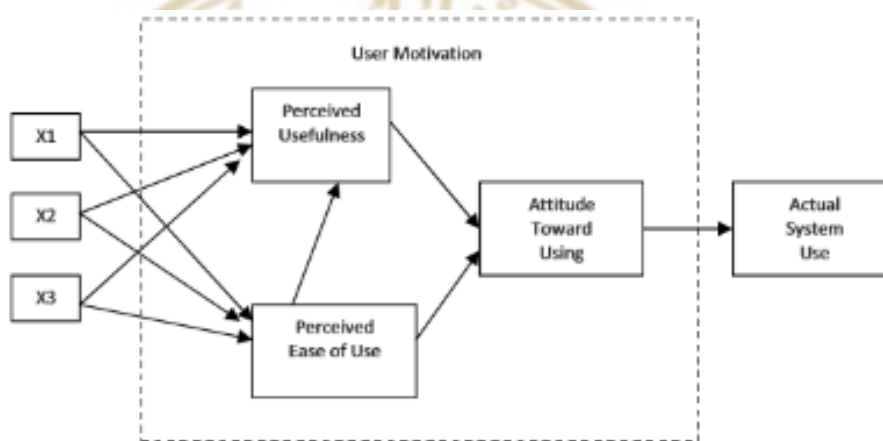 User Motivation
Perceived
Usefulness
X1
X2
X3
Attitude
Toward
Using
Actual
System
Use
Perceived
Ease of Use